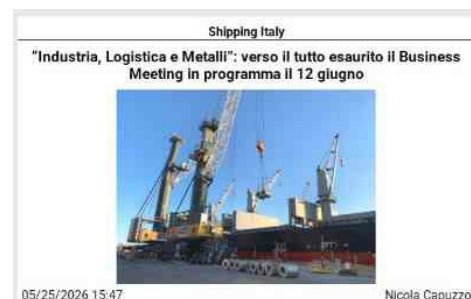 Shipping Italy
“Industria, Logistica e Metalli”: verso il tutto esaurito il Business
Meeting in programma il 12 giugno
05/25/2026 15:47
Nicola Capuzzo